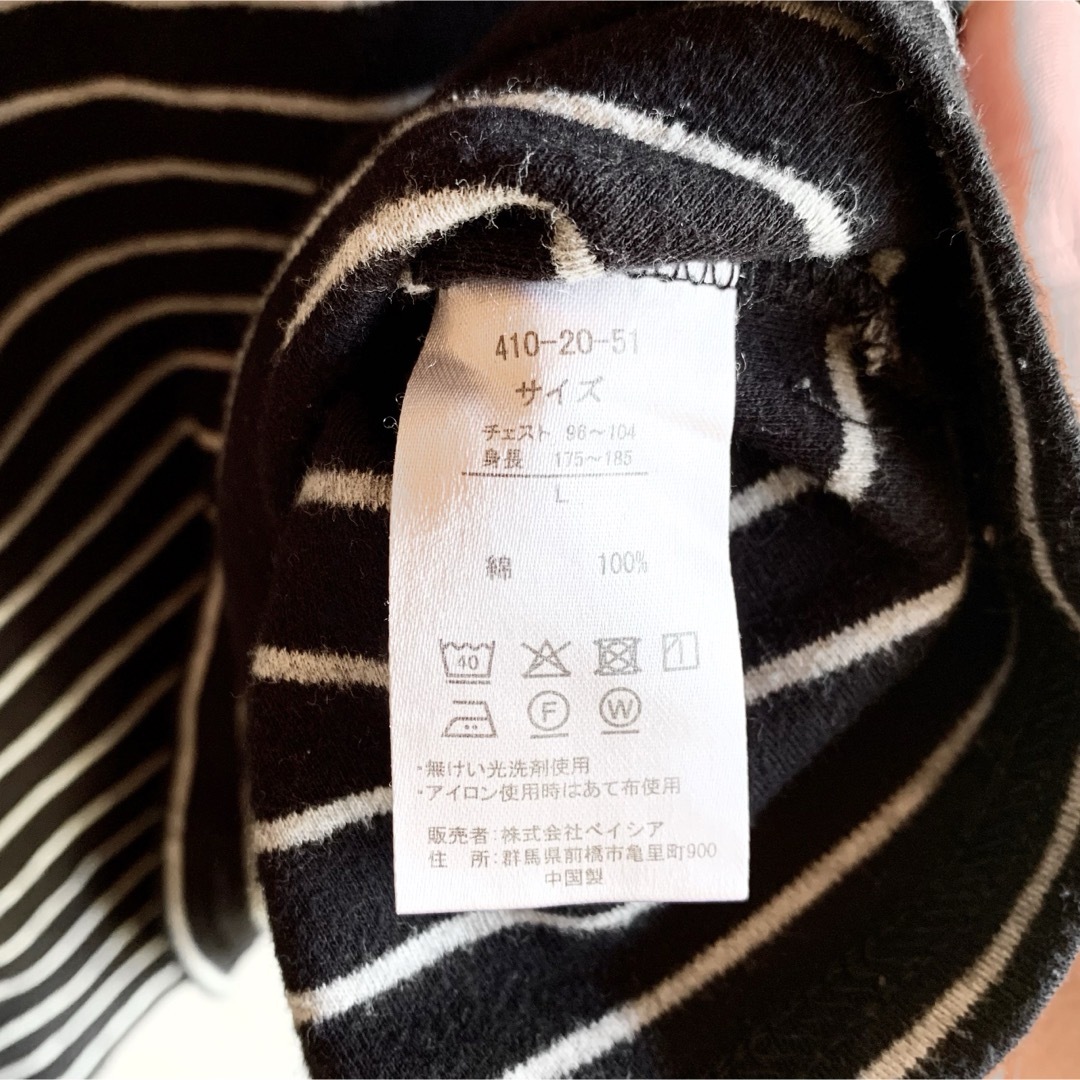 410-20-51
サイズ
チェスト 96～104
身長 175～185
L
綿 100%
40
F W
・無けい光洗剤使用
・アイロン使用時はあて布使用
販売者:株式会社ベイシア
住 所:群馬県前橋市亀里町900
中国製